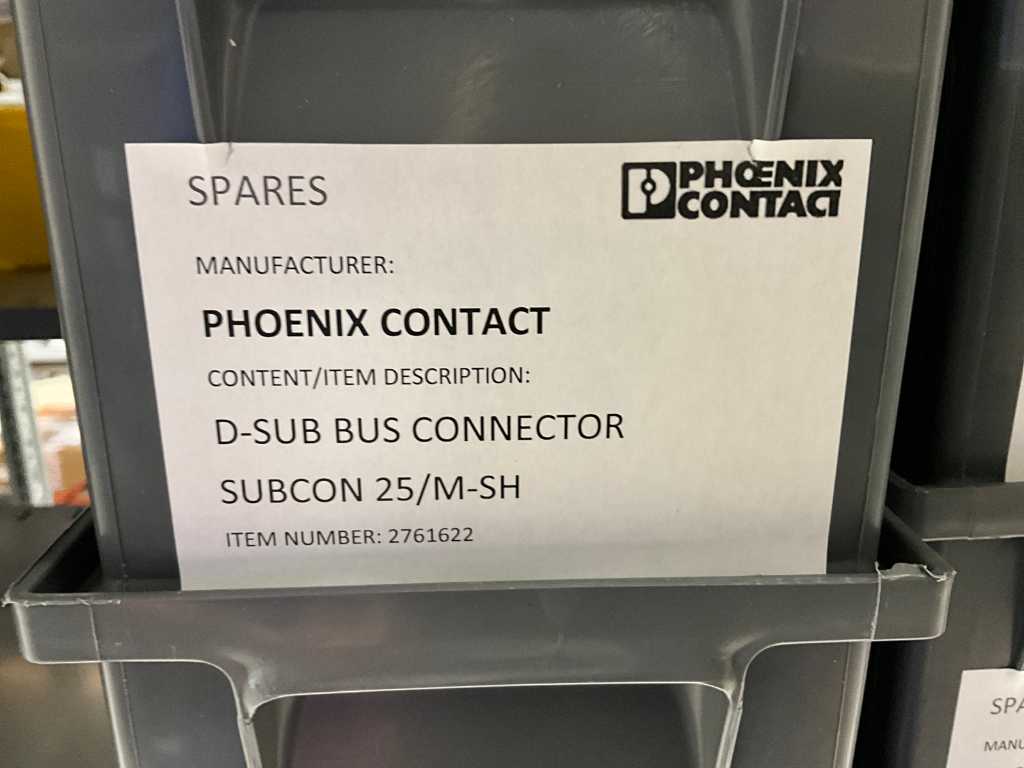 SPARES
PHOENIX
CONTACT
MANUFACTURER:
PHOENIX CONTACT
CONTENT/ITEM DESCRIPTION:
D-SUB BUS CONNECTOR
SUBCON 25/M-SH
ITEM NUMBER: 2761622